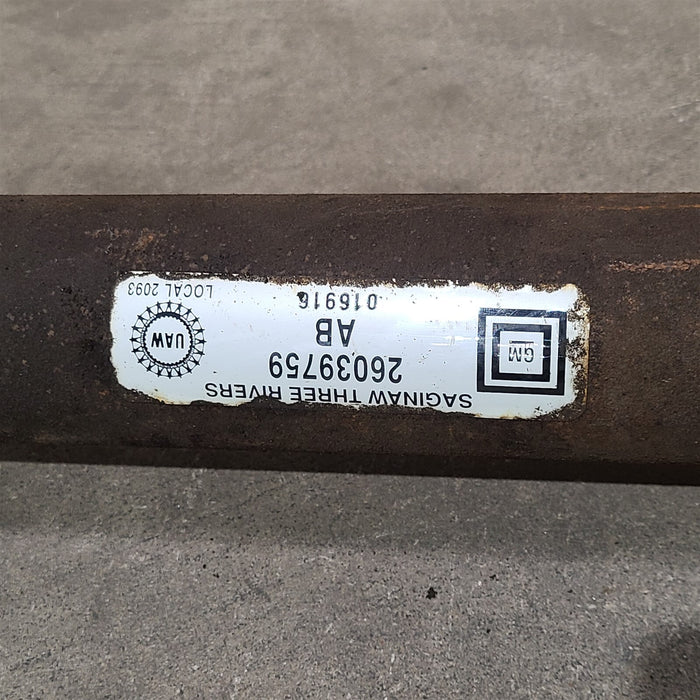 SAGINAW THREE RIVERS
GM
26039759
AB
016916
UAW
LOCAL 2093